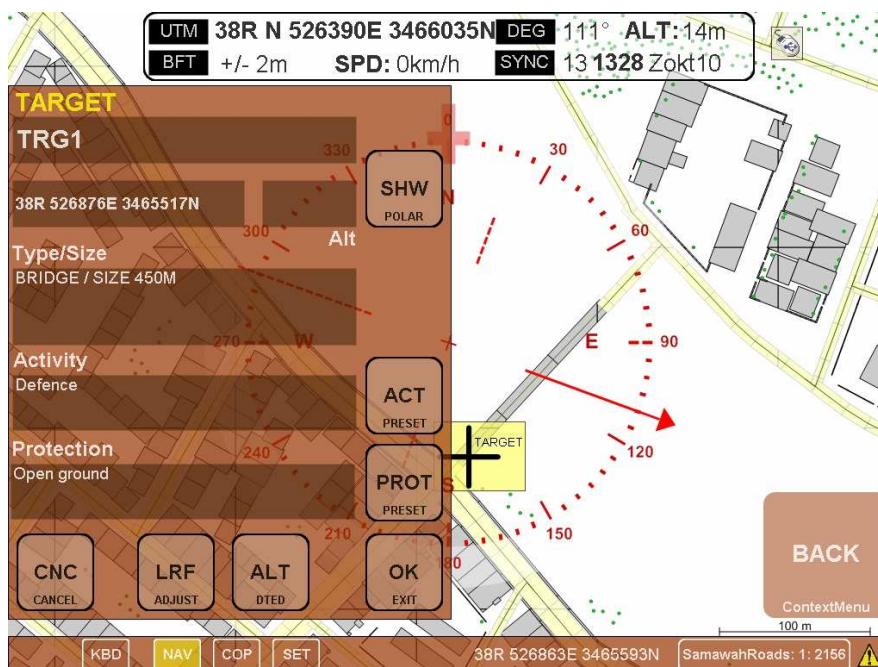 UTM 38R N 526390E 3466035N DEG 111° ALT:14m
BFT +/- 2m SPD: 0km/h SYNC 13 1328 Zokt10
TARGET
TRG1
SHW
POLAR
38R 526876E 3465517N
Alt
Type/Size
BRIDGE / SIZE 450M
Activity
Defence
ACT
PRESET
Protection
Open ground
PROT
PRESET
CNC
CANCEL
LRF
ADJUST
ALT
DTED
OK
EXIT
0
30
60
90
120
150
180
210
240
270
300
330
N
E
S
W
TARGET
BACK
ContextMenu
100 m
KBD NAV COP SET 38R 526863E 3465593N SamawahRoads: 1: 2156